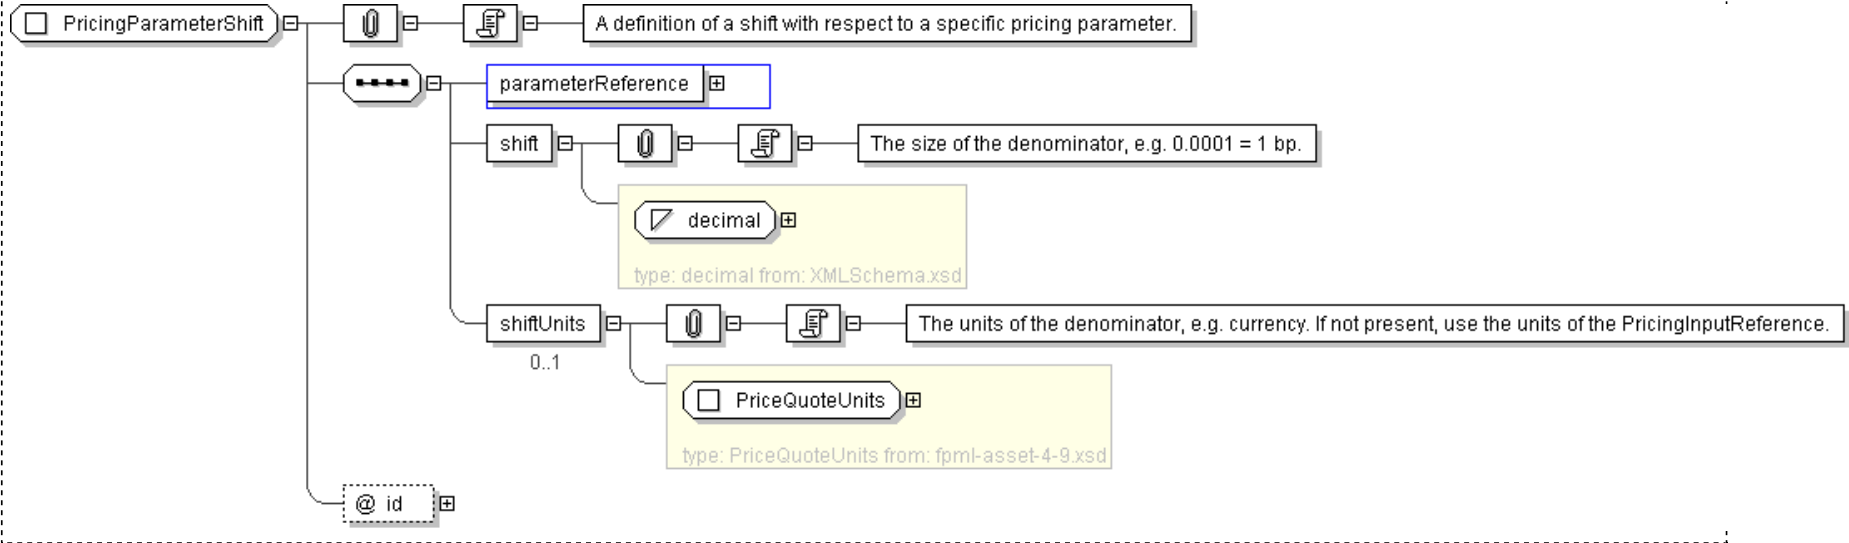 PricingParameterShift
A definition of a shift with respect to a specific pricing parameter.
parameterReference
shift
The size of the denominator, e.g. 0.0001 = 1 bp.
decimal
type: decimal from: XMLSchema.xsd
shiftUnits
The units of the denominator, e.g. currency. If not present, use the units of the PricingInputReference.
0..1
PriceQuoteUnits
type: PriceQuoteUnits from: fpml-asset-4-9.xsd
@ id